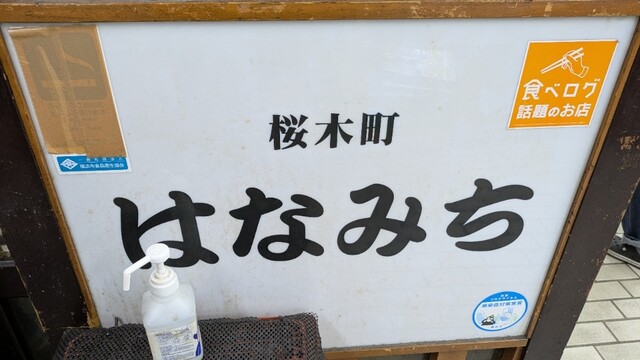 食べログ
話題のお店
桜木町
はなみち